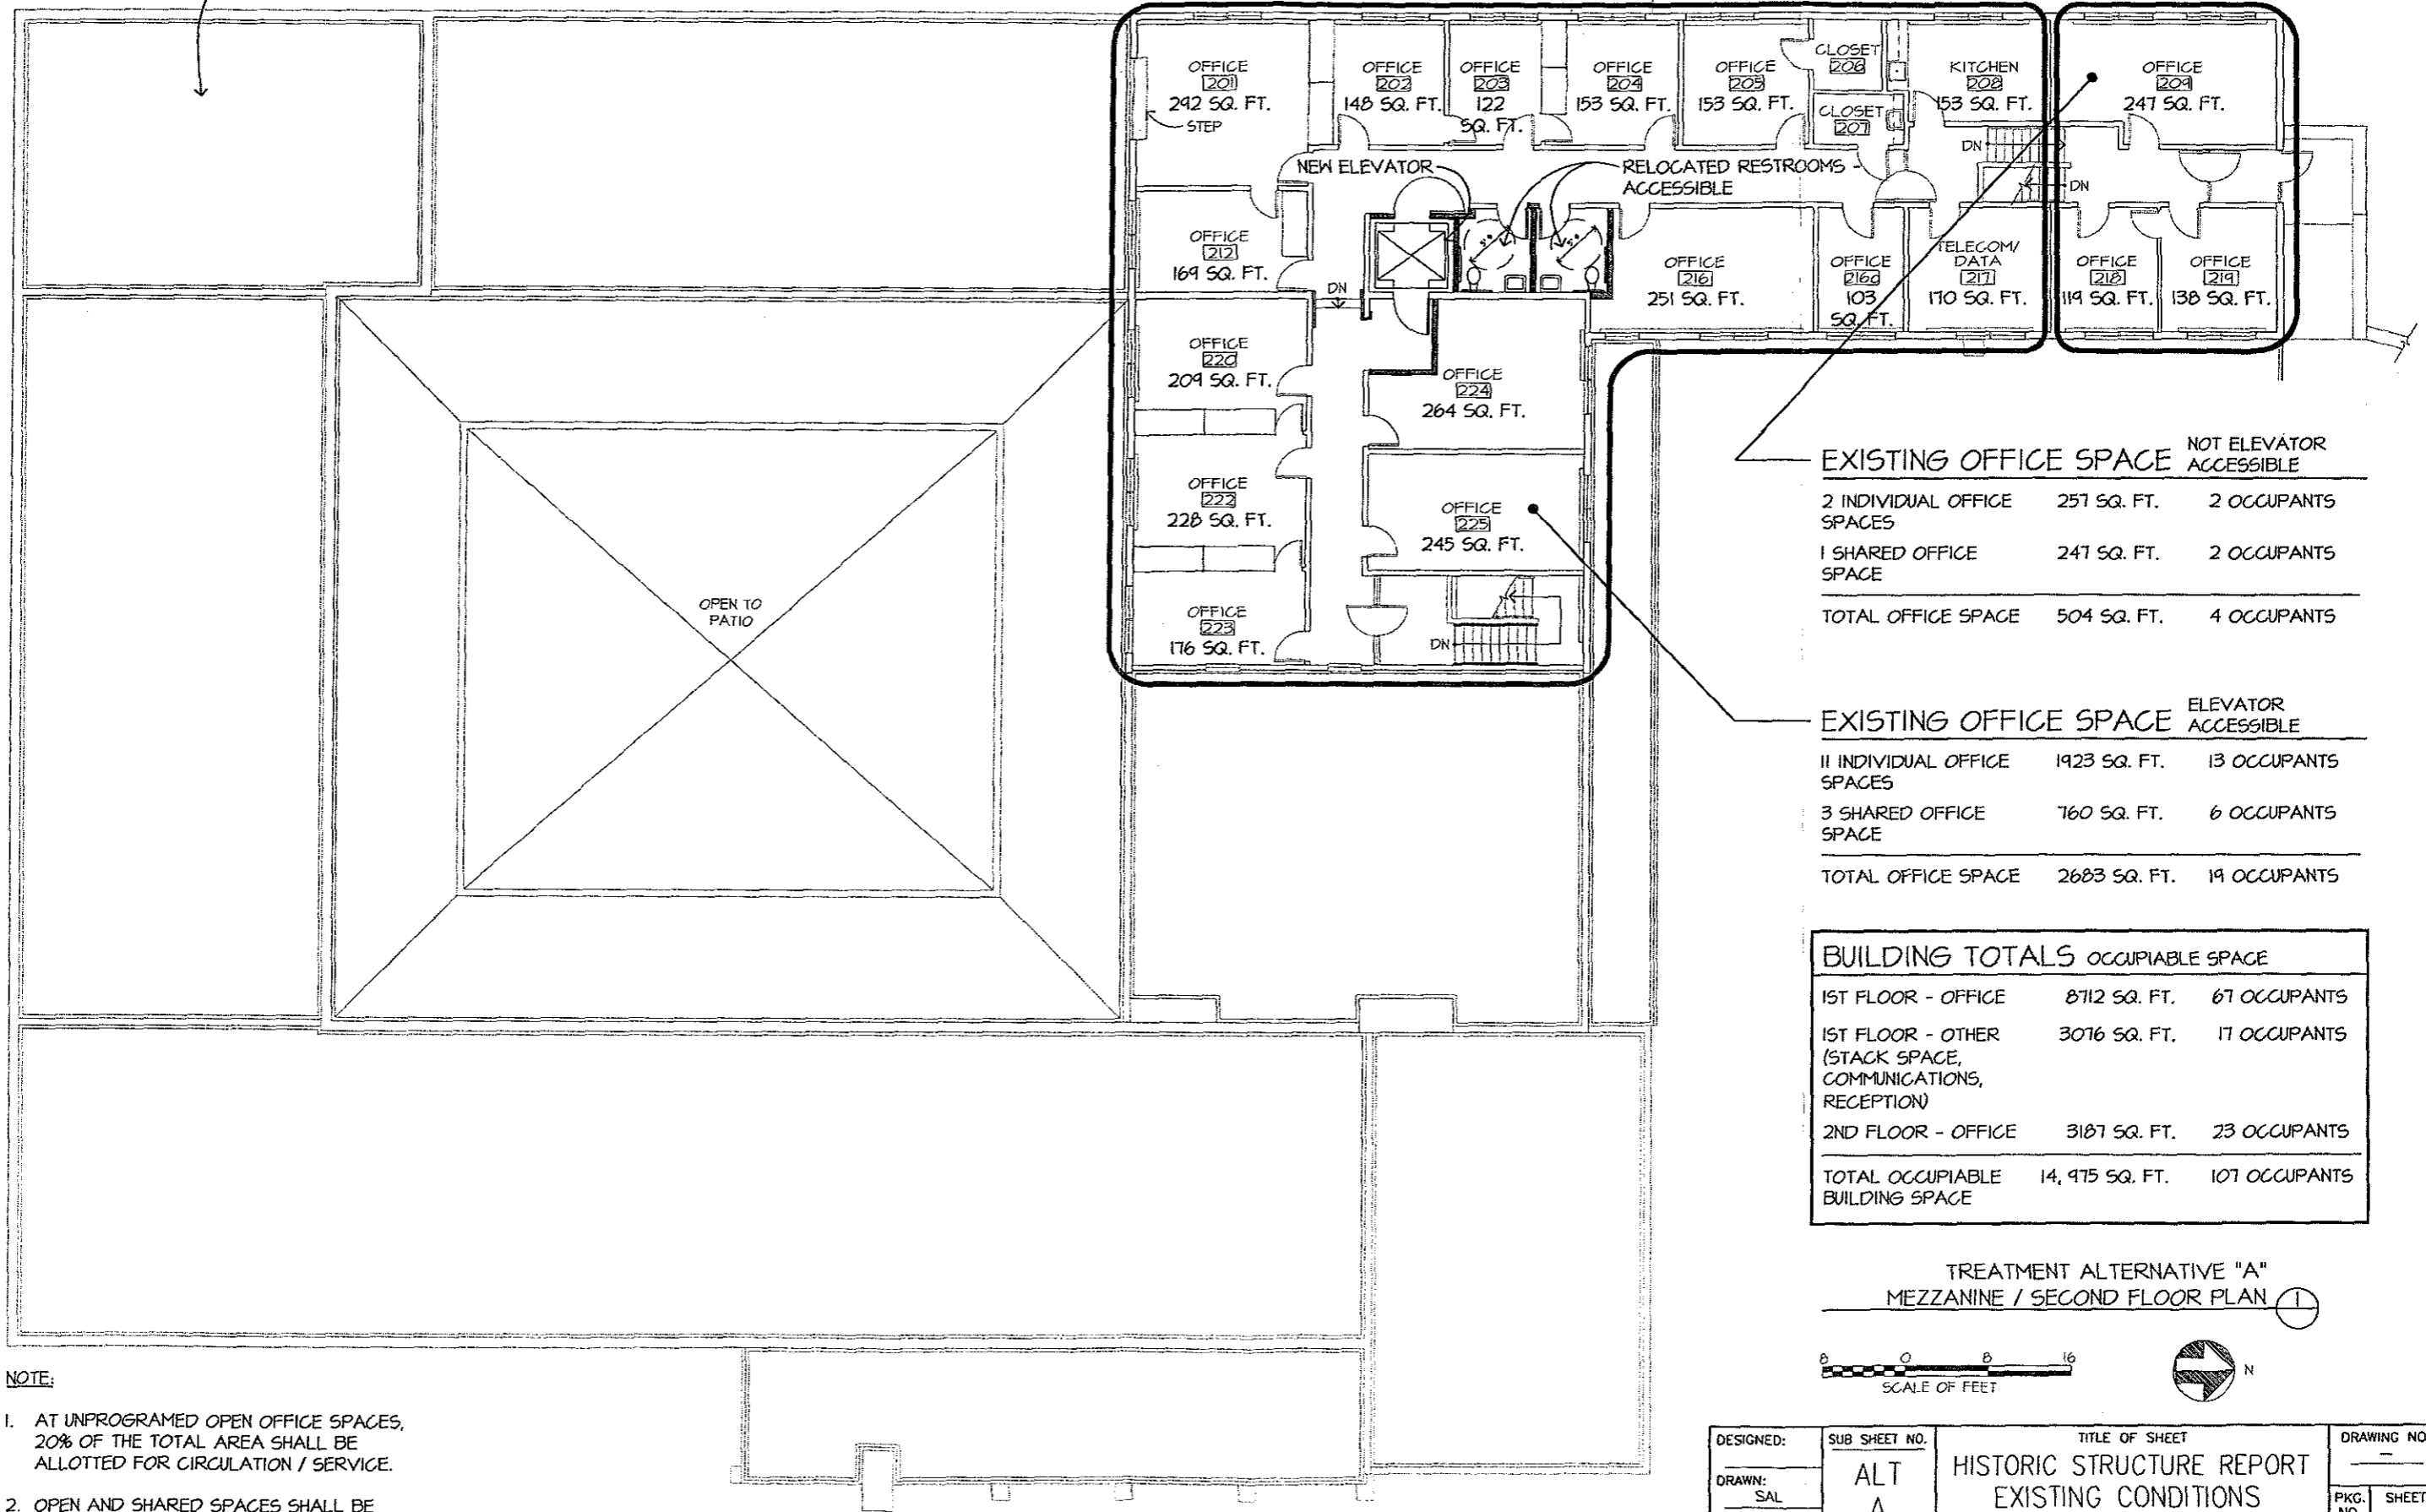 OFFICE
201
292 SQ. FT.
STEP
OFFICE
202
148 SQ. FT.
OFFICE
203
122
SQ. FT.
OFFICE
204
153 SQ. FT.
OFFICE
205
153 SQ. FT.
CLOSET
206
CLOSET
207
KITCHEN
208
153 SQ. FT.
OFFICE
209
247 SQ. FT.
DN
DN
NEW ELEVATOR
RELOCATED RESTROOMS -
ACCESSIBLE
OFFICE
212
169 SQ. FT.
DN
OFFICE
216
251 SQ. FT.
OFFICE
216a
103
SQ. FT.
TELECOM/
DATA
217
170 SQ. FT.
OFFICE
218
119 SQ. FT.
OFFICE
219
138 SQ. FT.
OFFICE
220
209 SQ. FT.
OFFICE
224
264 SQ. FT.
OFFICE
222
228 SQ. FT.
OFFICE
225
245 SQ. FT.
OFFICE
223
176 SQ. FT.
DN
OPEN TO
PATIO
EXISTING OFFICE SPACE NOT ELEVATOR
ACCESSIBLE
2 INDIVIDUAL OFFICE 257 SQ. FT. 2 OCCUPANTS
SPACES
1 SHARED OFFICE 247 SQ. FT. 2 OCCUPANTS
SPACE
TOTAL OFFICE SPACE 504 SQ. FT. 4 OCCUPANTS
EXISTING OFFICE SPACE ELEVATOR
ACCESSIBLE
11 INDIVIDUAL OFFICE 1923 SQ. FT. 13 OCCUPANTS
SPACES
3 SHARED OFFICE 760 SQ. FT. 6 OCCUPANTS
SPACE
TOTAL OFFICE SPACE 2683 SQ. FT. 19 OCCUPANTS
BUILDING TOTALS OCCUPIABLE SPACE
1ST FLOOR - OFFICE 8712 SQ. FT. 67 OCCUPANTS
1ST FLOOR - OTHER 3076 SQ. FT. 17 OCCUPANTS
(STACK SPACE,
COMMUNICATIONS,
RECEPTION)
2ND FLOOR - OFFICE 3187 SQ. FT. 23 OCCUPANTS
TOTAL OCCUPIABLE 14,975 SQ. FT. 107 OCCUPANTS
BUILDING SPACE
TREATMENT ALTERNATIVE "A"
MEZZANINE / SECOND FLOOR PLAN 1
8 0 8 16
SCALE OF FEET
N
NOTE:
1. AT UNPROGRAMED OPEN OFFICE SPACES,
20% OF THE TOTAL AREA SHALL BE
ALLOTTED FOR CIRCULATION / SERVICE.
2. OPEN AND SHARED SPACES SHALL BE
DESIGNED:
DRAWN:
SAL
SUB SHEET NO.
ALT
A
TITLE OF SHEET
HISTORIC STRUCTURE REPORT
EXISTING CONDITIONS
DRAWING NO.
—
PKG. SHEET
NO.